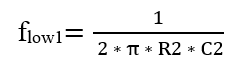 f_low1 = 1 / (2 * π * R2 * C2)